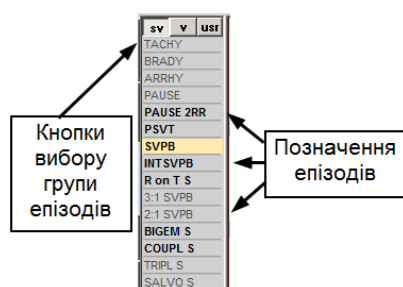 sv v usr
TACHY
BRADY
ARRHY
PAUSE
PAUSE 2RR
PSVT
SVPB
INTSVPB
R on T S
3:1 SVPB
2:1 SVPB
BIGEM S
COUPL S
TRIPL S
SALVO S
Кнопки
вибору
групи
епізодів
Позначення
епізодів